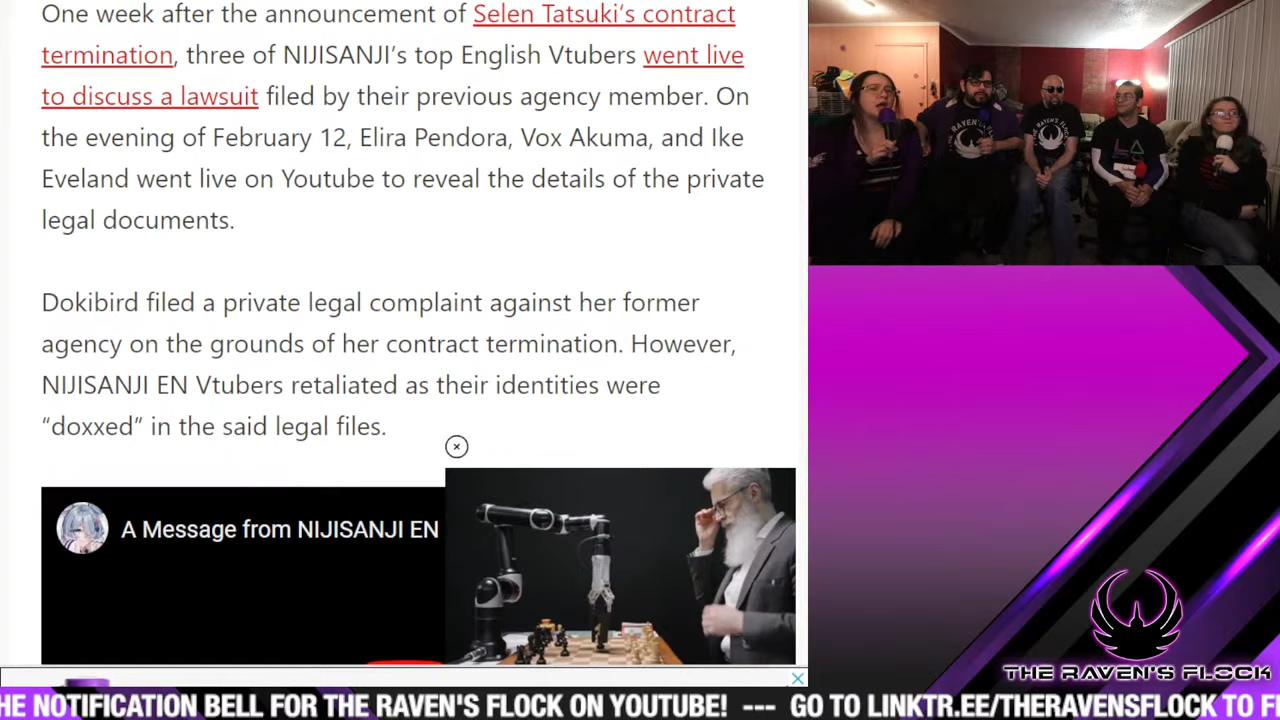 One week after the announcement of Selen Tatsuki's contract
termination, three of NIJISANJI's top English Vtubers went live
to discuss a lawsuit filed by their previous agency member. On
the evening of February 12, Elira Pendora, Vox Akuma, and Ike
Eveland went live on Youtube to reveal the details of the private
legal documents.
Dokibird filed a private legal complaint against her former
agency on the grounds of her contract termination. However,
NIJISANJI EN Vtubers retaliated as their identities were
“doxxed” in the said legal files.
A Message from NIJISANJI EN
THE RAVEN'S FLOCK
HE NOTIFICATION BELL FOR THE RAVEN'S FLOCK ON YOUTUBE! --- GO TO LINKTR.EE/THERAVENSFLOCK TO F